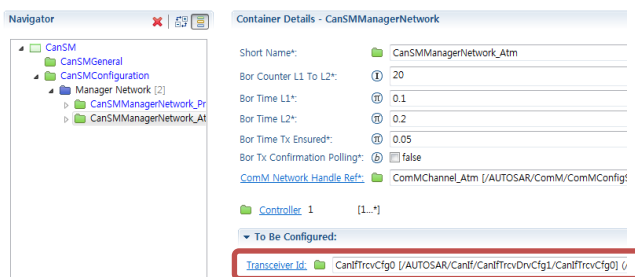 Navigator
CanSM
CanSMGeneral
CanSMConfiguration
Manager Network [2]
CanSMManagerNetwork_Pr
CanSMManagerNetwork_At
Container Details - CanSMManagerNetwork
Short Name*: CanSMManagerNetwork_Atm
Bor Counter L1 To L2*: 20
Bor Time L1*: 0.1
Bor Time L2*: 0.2
Bor Time Tx Ensured*: 0.05
Bor Tx Confirmation Polling*: false
ComM Network Handle Ref*: ComMChannel_Atm [/AUTOSAR/ComM/ComMConfigS
Controller 1 [1...*]
To Be Configured:
Transceiver Id: CanIfTrcvCfg0 [/AUTOSAR/CanIf/CanIfTrcvDrvCfg1/CanIfTrcvCfg0] (/